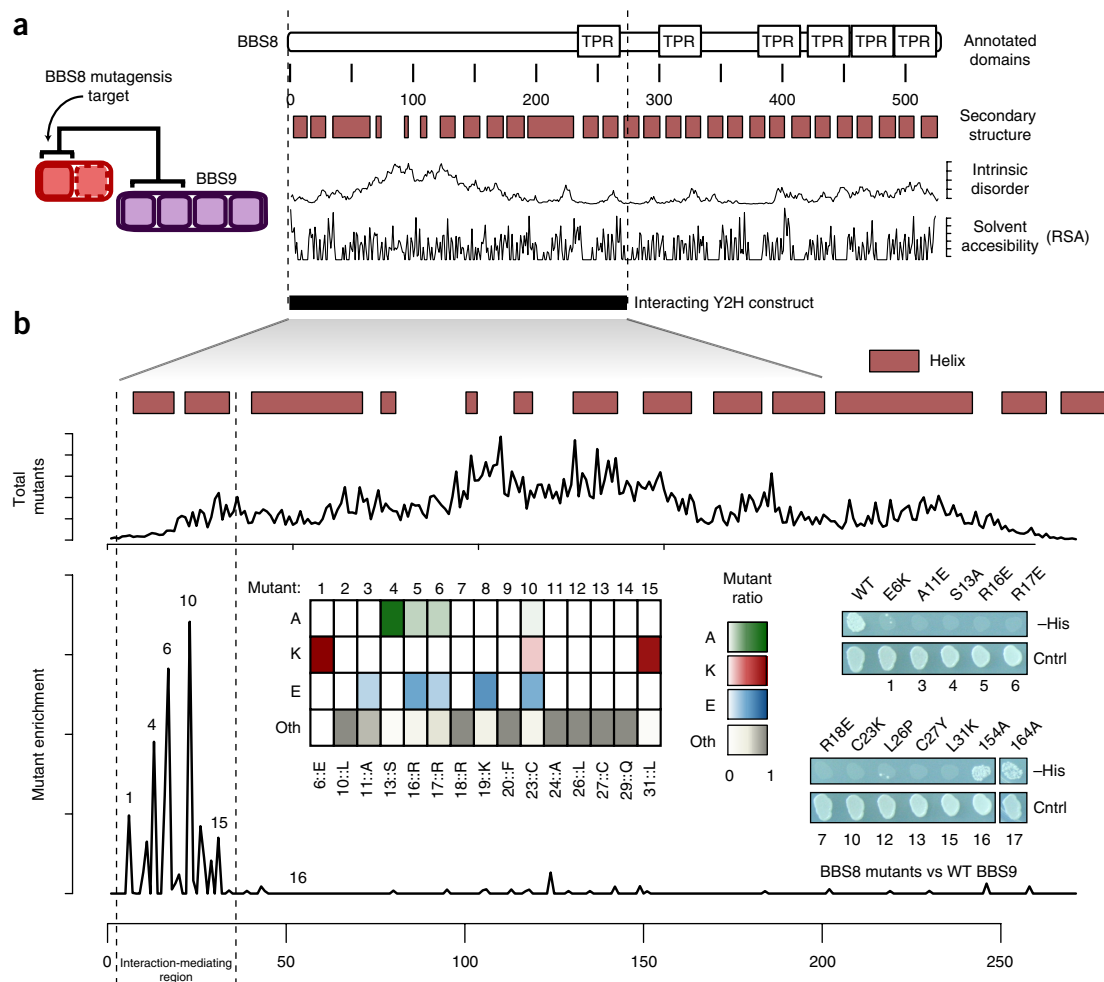 a
BBS8 mutagensis
target
BBS9
BBS8
TPR TPR TPR TPR TPR TPR
Annotated
domains
0 100 200 300 400 500
Secondary
structure
Intrinsic
disorder
Solvent
accesibility
(RSA)
Interacting Y2H construct
b
Helix
Total
mutants
Mutant enrichment
1
4
6
10
15
16
Mutant: 1 2 3 4 5 6 7 8 9 10 11 12 13 14 15
A
K
E
Oth
6::E 10::L 11::A 13::S 16::R 17::R 18::R 19::K 20::F 23::C 24::A 26::L 27::C 29::Q 31::L
Mutant
ratio
A
K
E
Oth
0 1
WT E6K A11E S13A R16E R17E
–His
Cntrl
1 3 4 5 6
R18E C23K L26P C27Y L31K 154A 164A
–His
Cntrl
7 10 12 13 15 16 17
BBS8 mutants vs WT BBS9
0 50 100 150 200 250
Interaction-mediating
region